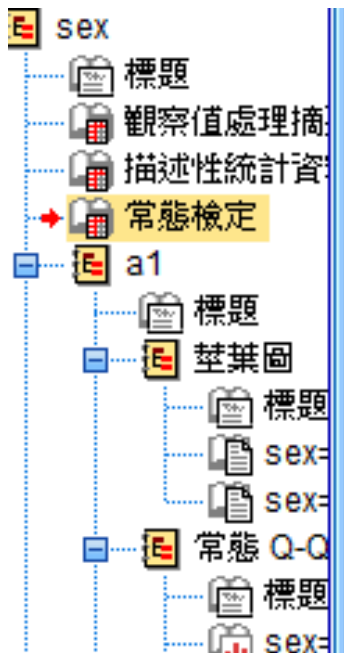 sex
標題
觀察值處理摘
描述性統計資
常態檢定
a1
標題
莖葉圖
標題
sex=
sex=
常態 Q-Q
標題
sex=